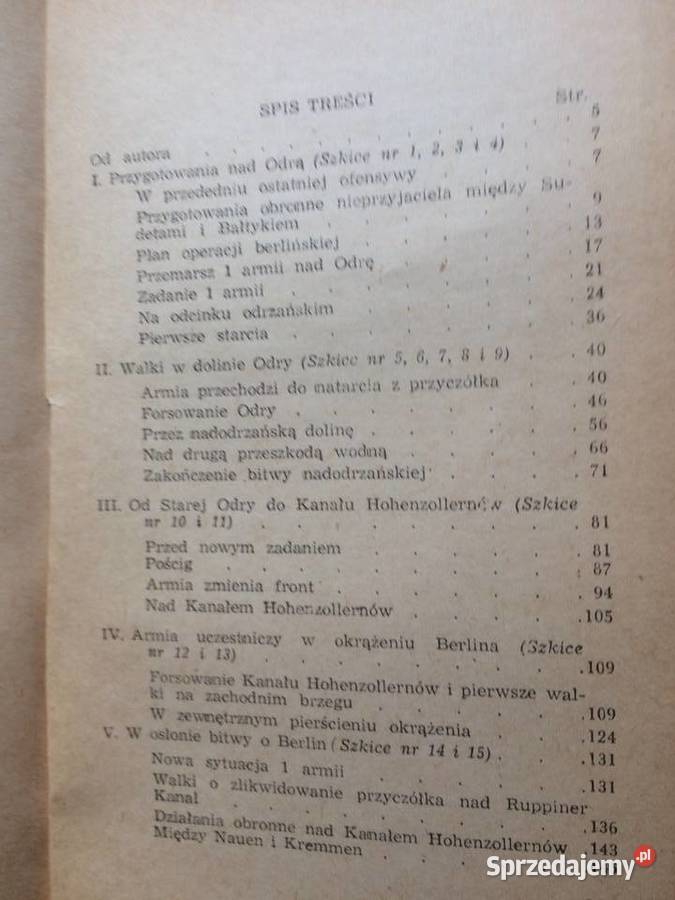 SPIS TREŚCI
Str.
Od autora . . . . . . . . . . 5
I. Przygotowania nad Odrą (Szkice nr 1, 2, 3 i 4) . 7
W przededniu ostatniej ofensywy . . . . 7
Przygotowania obronne nieprzyjaciela między Su-
detami i Bałtykiem . . . . . . 9
Plan operacji berlińskiej . . . . . . 13
Przemarsz 1 armii nad Odrę . . . . . 17
Zadanie 1 armii . . . . . . . 21
Na odcinku odrzańskim . . . . . . 24
Pierwsze starcia . . . . . . . 36
II. Walki w dolinie Odry (Szkice nr 5, 6, 7, 8 i 9) . . 40
Armia przechodzi do natarcia z przyczółka . . 40
Forsowanie Odry . . . . . . . 46
Przez nadodrzańską dolinę . . . . . . 56
Nad drugą przeszkodą wodną . . . . . 66
Zakończenie bitwy nadodrzańskiej . . . . 71
III. Od Starej Odry do Kanału Hohenzollernów (Szkice
nr 10 i 11) . . . . . . . . . 81
Przed nowym zadaniem . . . . . . 81
Pościg . . . . . . . . . 87
Armia zmienia front . . . . . . . 94
Nad Kanałem Hohenzollernów . . . . . 105
IV. Armia uczestniczy w okrążeniu Berlina (Szkice
nr 12 i 13) . . . . . . . . . 109
Forsowanie Kanału Hohenzollernów i pierwsze wal-
ki na zachodnim brzegu . . . . . . 109
W zewnętrznym pierścieniu okrążenia . . . 124
V. W osłonie bitwy o Berlin (Szkice nr 14 i 15) . . . 131
Nowa sytuacja 1 armii . . . . . . 131
Walki o zlikwidowanie przyczółka nad Ruppiner
Kanal . . . . . . . . . 136
Działania obronne nad Kanałem Hohenzollernów . 143
Między Nauen i Kremmen . . . .
Sprzedajemy.pl